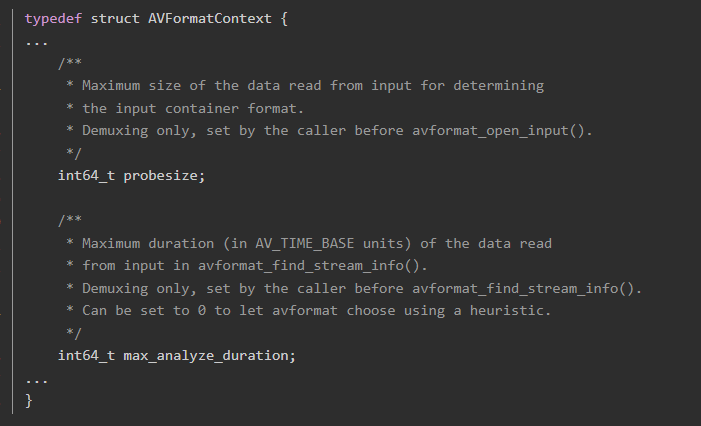 typedef struct AVFormatContext {
...
    /**
     * Maximum size of the data read from input for determining
     * the input container format.
     * Demuxing only, set by the caller before avformat_open_input().
     */
    int64_t probesize;

    /**
     * Maximum duration (in AV_TIME_BASE units) of the data read
     * from input in avformat_find_stream_info().
     * Demuxing only, set by the caller before avformat_find_stream_info().
     * Can be set to 0 to let avformat choose using a heuristic.
     */
    int64_t max_analyze_duration;
...
}